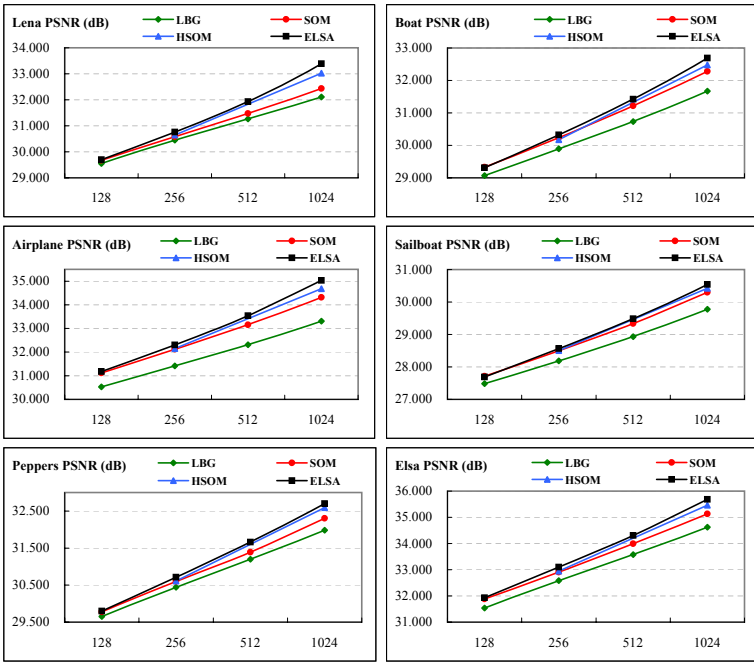 Lena PSNR (dB)
LBG
SOM
HSOM
ELSA
34.000
33.000
32.000
31.000
30.000
29.000
128
256
512
1024
Boat PSNR (dB)
LBG
SOM
HSOM
ELSA
33.000
32.000
31.000
30.000
29.000
128
256
512
1024
Airplane PSNR (dB)
LBG
SOM
HSOM
ELSA
35.000
34.000
33.000
32.000
31.000
30.000
128
256
512
1024
Sailboat PSNR (dB)
LBG
SOM
HSOM
ELSA
31.000
30.000
29.000
28.000
27.000
128
256
512
1024
Peppers PSNR (dB)
LBG
SOM
HSOM
ELSA
32.500
31.500
30.500
29.500
128
256
512
1024
Elsa PSNR (dB)
LBG
SOM
HSOM
ELSA
36.000
35.000
34.000
33.000
32.000
31.000
128
256
512
1024